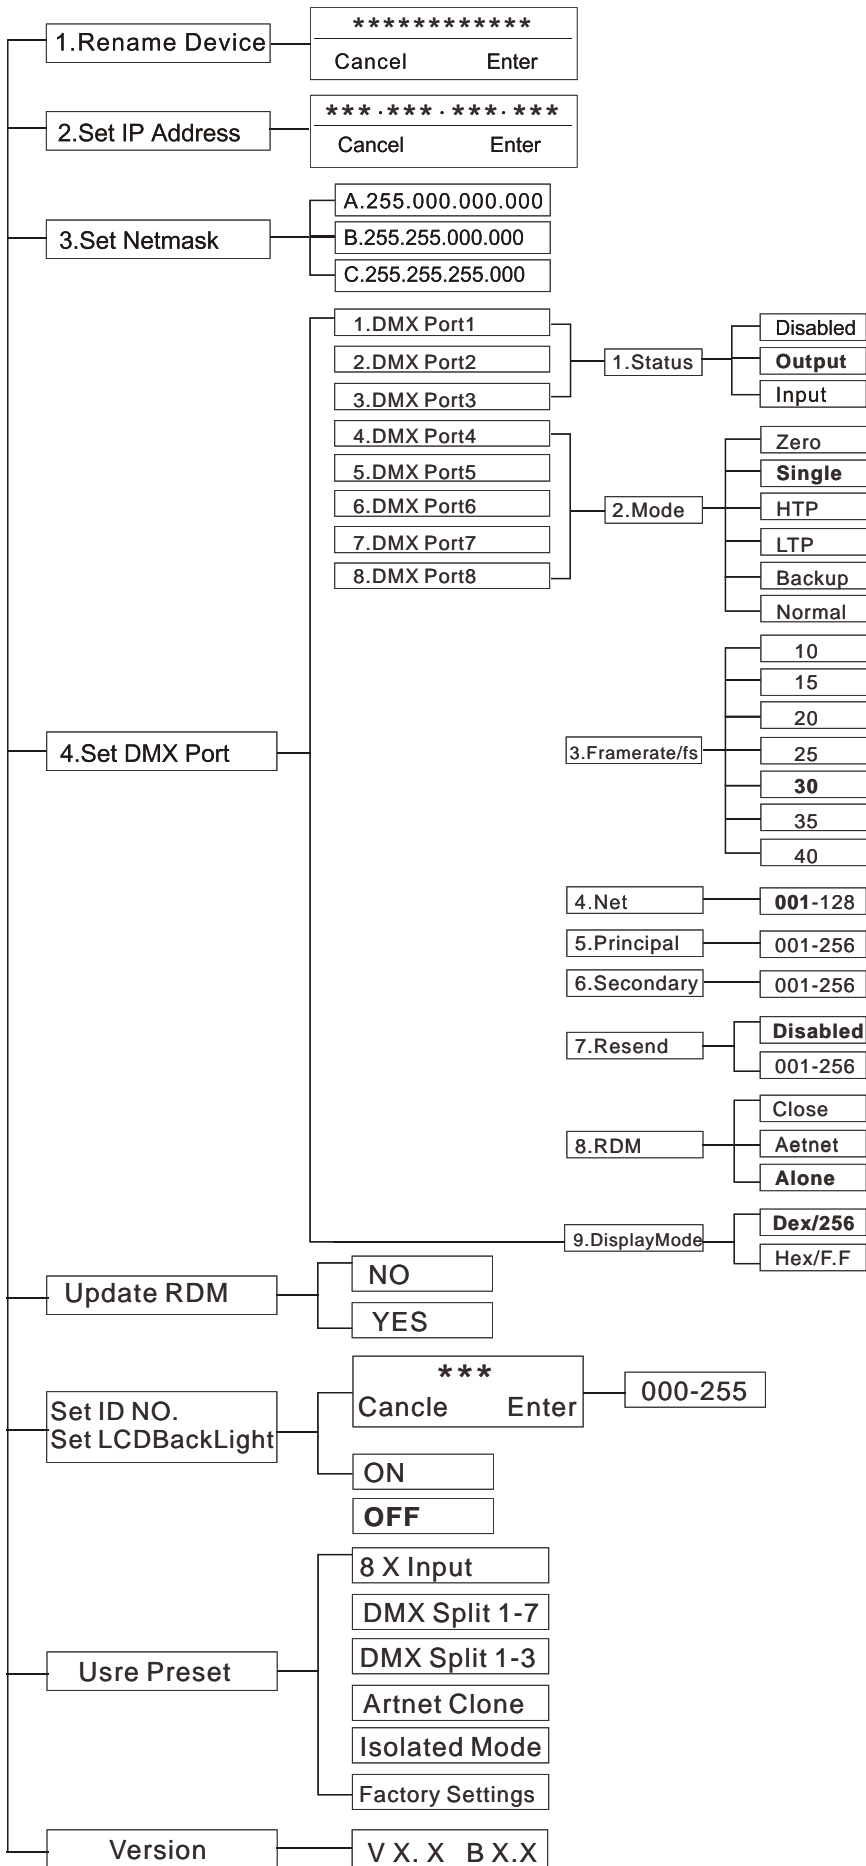 1.Rename Device
************
Cancel Enter
2.Set IP Address
***.***.***.***
Cancel Enter
3.Set Netmask
A.255.000.000.000
B.255.255.000.000
C.255.255.255.000
4.Set DMX Port
1.DMX Port1
2.DMX Port2
3.DMX Port3
4.DMX Port4
5.DMX Port5
6.DMX Port6
7.DMX Port7
8.DMX Port8
1.Status
Disabled
Output
Input
2.Mode
Zero
Single
HTP
LTP
Backup
Normal
3.Framerate/fs
10
15
20
25
30
35
40
4.Net
001-128
5.Principal
001-256
6.Secondary
001-256
7.Resend
Disabled
001-256
8.RDM
Close
Aetnet
Alone
9.DisplayMode
Dex/256
Hex/F.F
Update RDM
NO
YES
Set ID NO.
Set LCDBackLight
***
Cancle Enter
000-255
ON
OFF
Usre Preset
8 X Input
DMX Split 1-7
DMX Split 1-3
Artnet Clone
Isolated Mode
Factory Settings
Version
V X. X B X.X